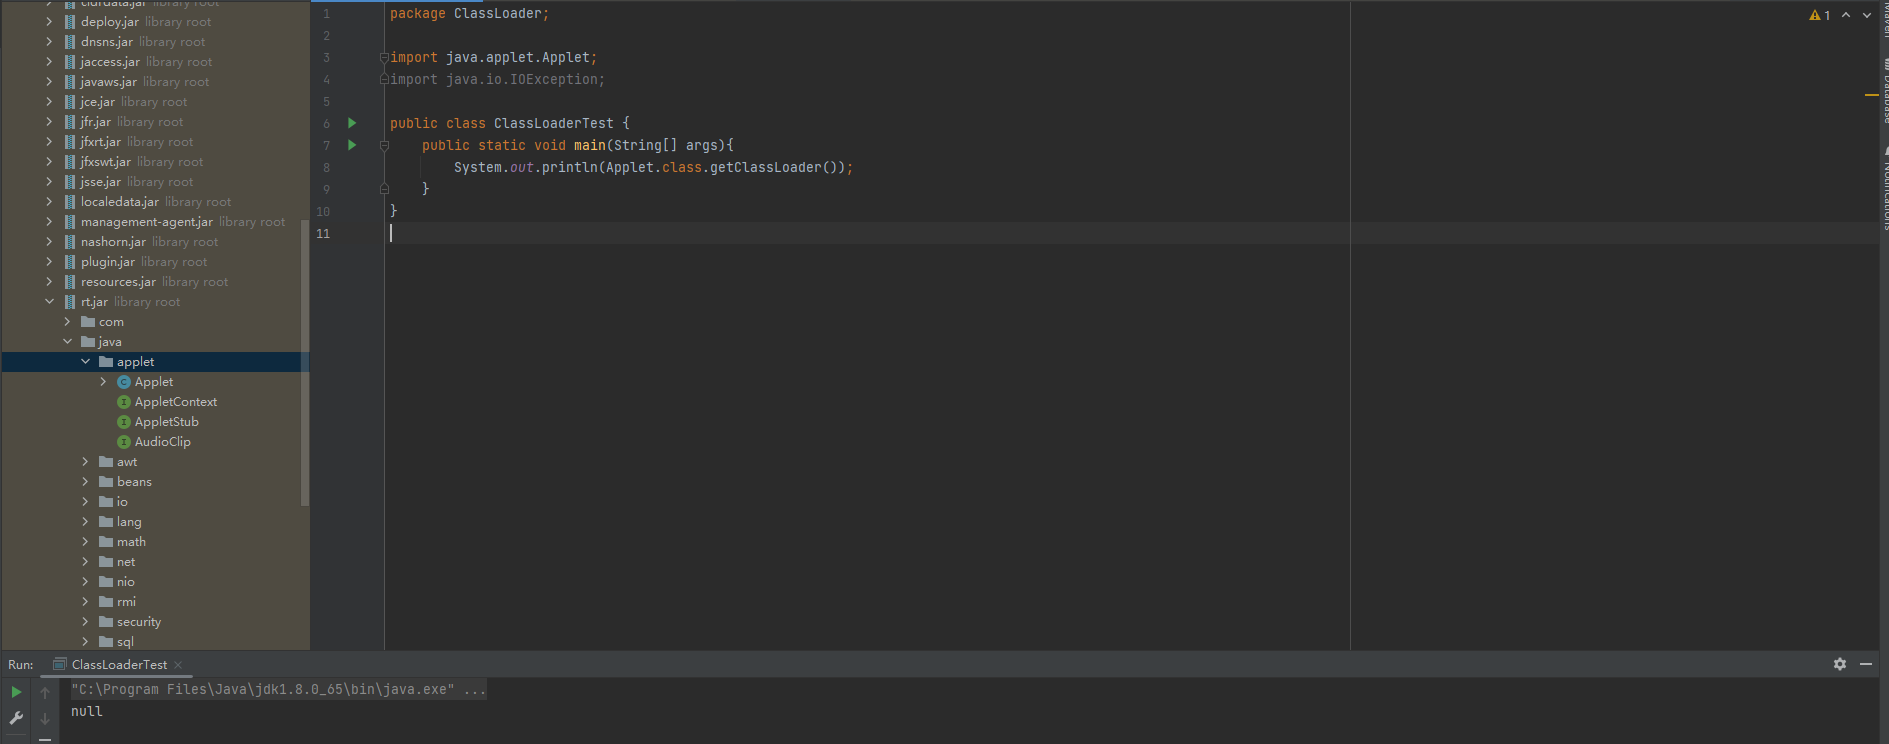 cldrdata.jar library root
deploy.jar library root
dnsns.jar library root
jaccess.jar library root
javaws.jar library root
jce.jar library root
jfr.jar library root
jfxrt.jar library root
jfxswt.jar library root
jsse.jar library root
localedata.jar library root
management-agent.jar library root
nashorn.jar library root
plugin.jar library root
resources.jar library root
rt.jar library root
com
java
applet
Applet
AppletContext
AppletStub
AudioClip
awt
beans
io
lang
math
net
nio
rmi
security
sql
1 package ClassLoader;
2
3 import java.applet.Applet;
4 import java.io.IOException;
5
6 public class ClassLoaderTest {
7 public static void main(String[] args){
8 System.out.println(Applet.class.getClassLoader());
9 }
10 }
11
1
Maven
Database
Notifications
Run: ClassLoaderTest
"C:\Program Files\Java\jdk1.8.0_65\bin\java.exe" ...
null